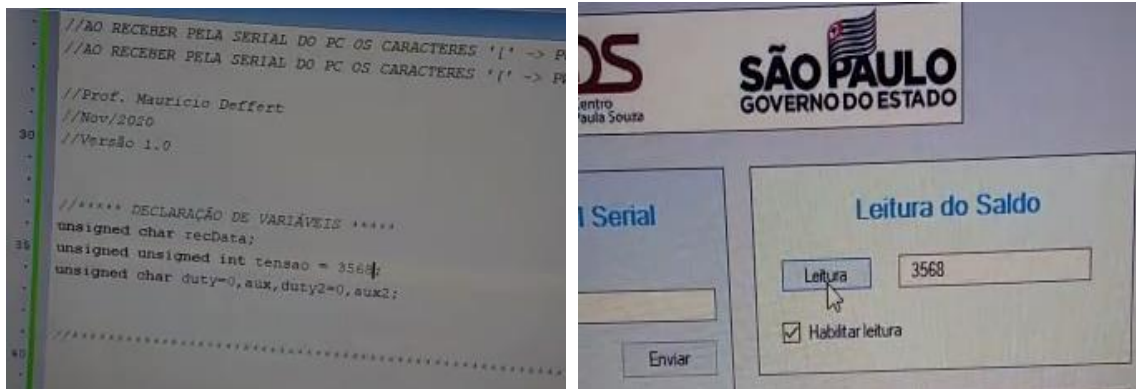 //AO RECEBER PELA SERIAL DO PC OS CARACTERES '[' ->
//AO RECEBER PELA SERIAL DO PC OS CARACTERES '[' ->
//Prof. Mauricio Deffert
//Nov/2020
30
//Versão 1.0
//***** DECLARAÇÃO DE VARIÁVEIS *****
unsigned char recData;
35
unsigned unsigned int tensao = 3568;
unsigned char duty=0,aux,duty2=0,aux2;
40
OS
entro
aula Souza
SÃO PAULO
GOVERNO DO ESTADO
l Serial
Enviar
Leitura do Saldo
Leitura
3568
Habilitar leitura